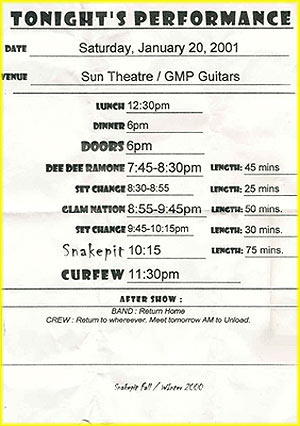 TONIGHT'S PERFORMANCE
DATE Saturday, January 20, 2001
VENUE Sun Theatre / GMP Guitars
LUNCH 12:30pm
DINNER 6pm
DOORS 6pm
DEE DEE RAMONE 7:45-8:30pm LENGTH: 45 mins
SET CHANGE 8:30-8:55 LENGTH: 25 mins
GLAM NATION 8:55-9:45pm LENGTH: 50 mins.
SET CHANGE 9:45-10:15pm LENGTH: 30 mins.
Snakepit 10:15 LENGTH: 75 mins.
CURFEW 11:30pm
AFTER SHOW :
BAND : Return Home
CREW : Return to whereever. Meet tomorrow AM to Unload.
Snakepit Fall / Winter 2000